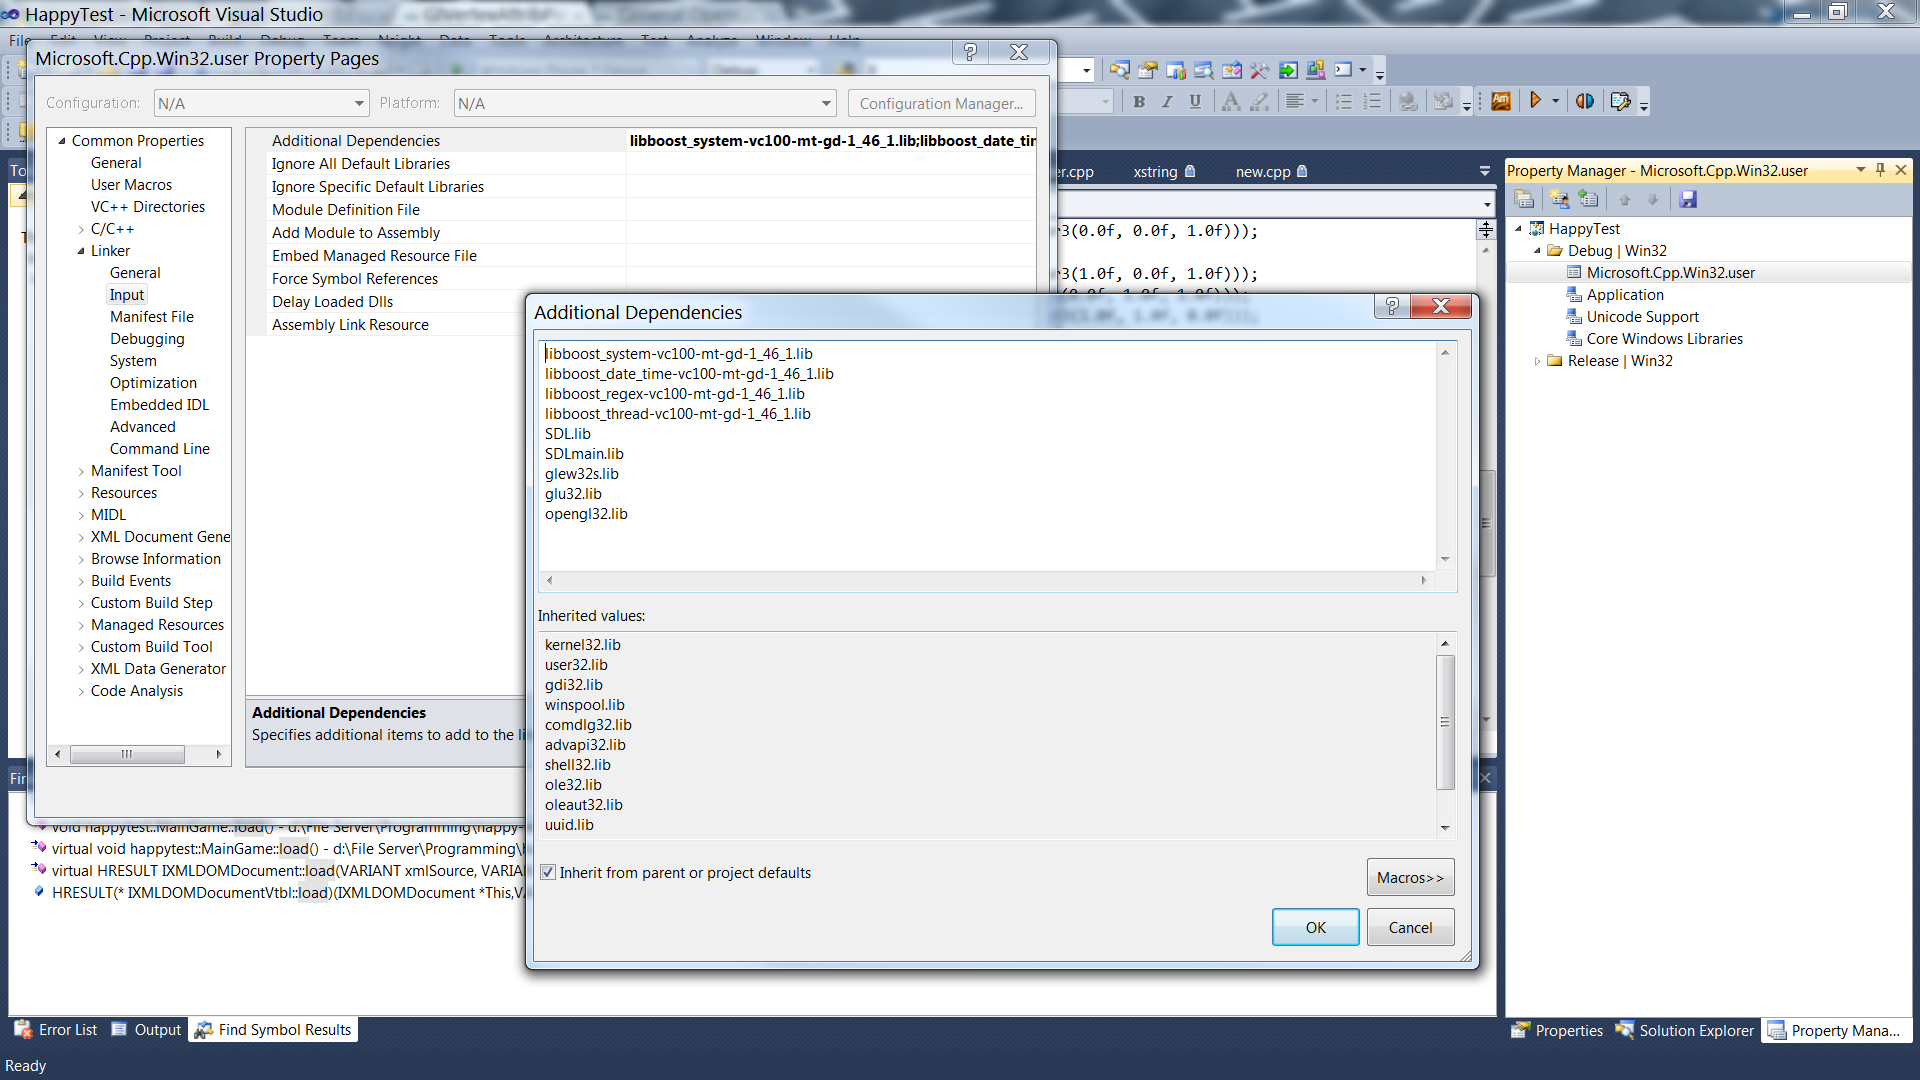 HappyTest - Microsoft Visual Studio
Microsoft.Cpp.Win32.user Property Pages
Configuration: N/A Platform: N/A Configuration Manager...
Common Properties
General
User Macros
VC++ Directories
C/C++
Linker
General
Input
Manifest File
Debugging
System
Optimization
Embedded IDL
Advanced
Command Line
Manifest Tool
Resources
MIDL
XML Document Gene
Browse Information
Build Events
Custom Build Step
Managed Resources
Custom Build Tool
XML Data Generator
Code Analysis
Additional Dependencies libboost_system-vc100-mt-gd-1_46_1.lib;libboost_date_tin
Ignore All Default Libraries
Ignore Specific Default Libraries
Module Definition File
Add Module to Assembly
Embed Managed Resource File
Force Symbol References
Delay Loaded Dlls
Assembly Link Resource
Additional Dependencies
Specifies additional items to add to the li
er.cpp xstring new.cpp
3(0.0f, 0.0f, 1.0f)));
3(1.0f, 0.0f, 1.0f)));
Additional Dependencies
libboost_system-vc100-mt-gd-1_46_1.lib
libboost_date_time-vc100-mt-gd-1_46_1.lib
libboost_regex-vc100-mt-gd-1_46_1.lib
libboost_thread-vc100-mt-gd-1_46_1.lib
SDL.lib
SDLmain.lib
glew32s.lib
glu32.lib
opengl32.lib
Inherited values:
kernel32.lib
user32.lib
gdi32.lib
winspool.lib
comdlg32.lib
advapi32.lib
shell32.lib
ole32.lib
oleaut32.lib
uuid.lib
Inherit from parent or project defaults
Macros>>
OK Cancel
Property Manager - Microsoft.Cpp.Win32.user
HappyTest
Debug | Win32
Microsoft.Cpp.Win32.user
Application
Unicode Support
Core Windows Libraries
Release | Win32
void happytest::MainGame::load() - d:\File Server\Programming\happy-
virtual void happytest::MainGame::load() - d:\File Server\Programming\
virtual HRESULT IXMLDOMDocument::load(VARIANT xmlSource, VARIA
HRESULT(* IXMLDOMDocumentVtbl::load)(IXMLDOMDocument *This,VA
Error List Output Find Symbol Results
Properties Solution Explorer Property Mana...
Ready